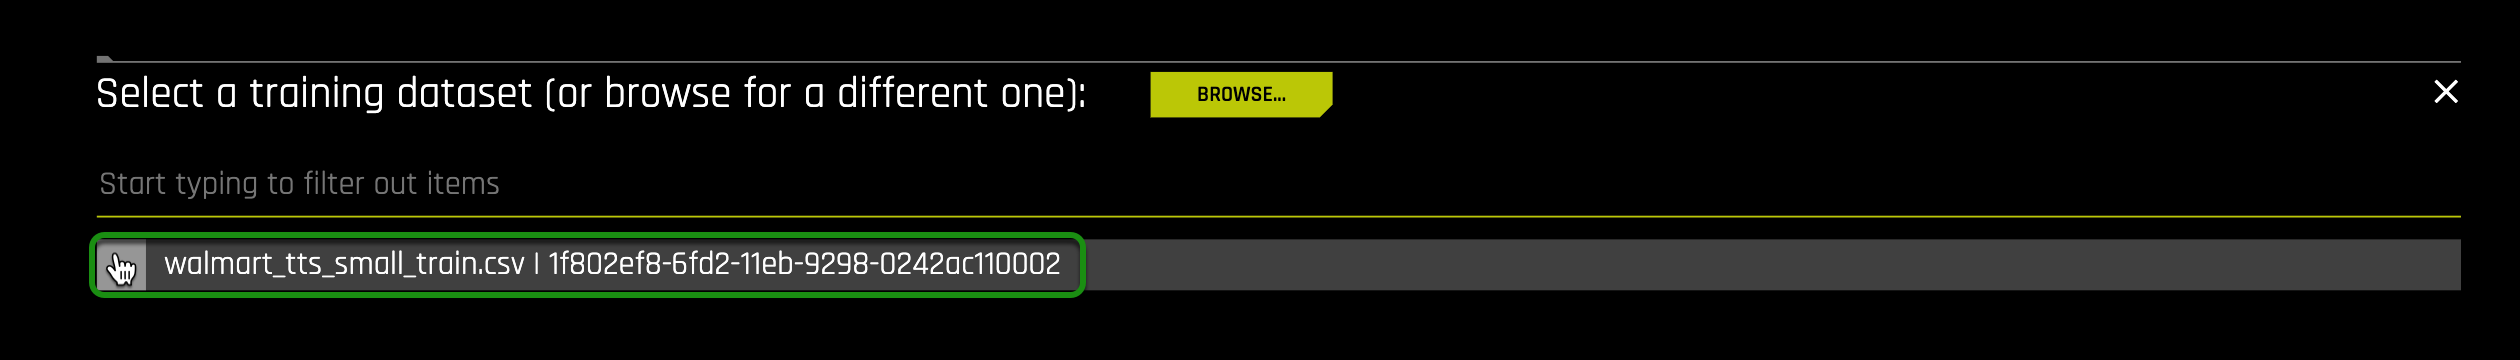 Select a training dataset (or browse for a different one): BROWSE...
Start typing to filter out items
walmart_tts_small_train.csv | 1f802ef8-6fd2-11eb-9298-0242ac110002